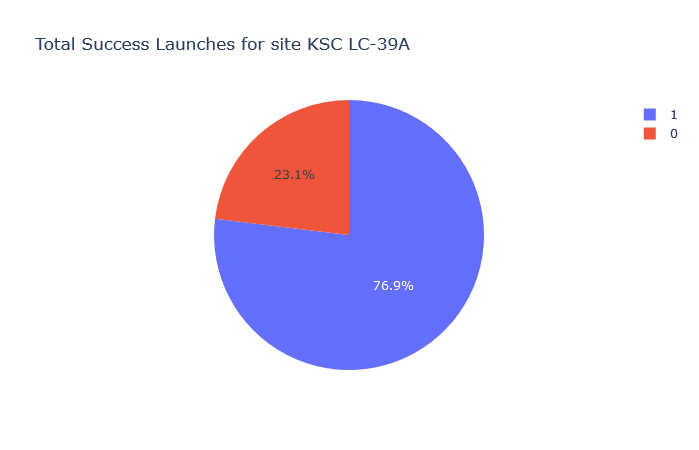 Total Success Launches for site KSC LC-39A
1
0
23.1%
76.9%